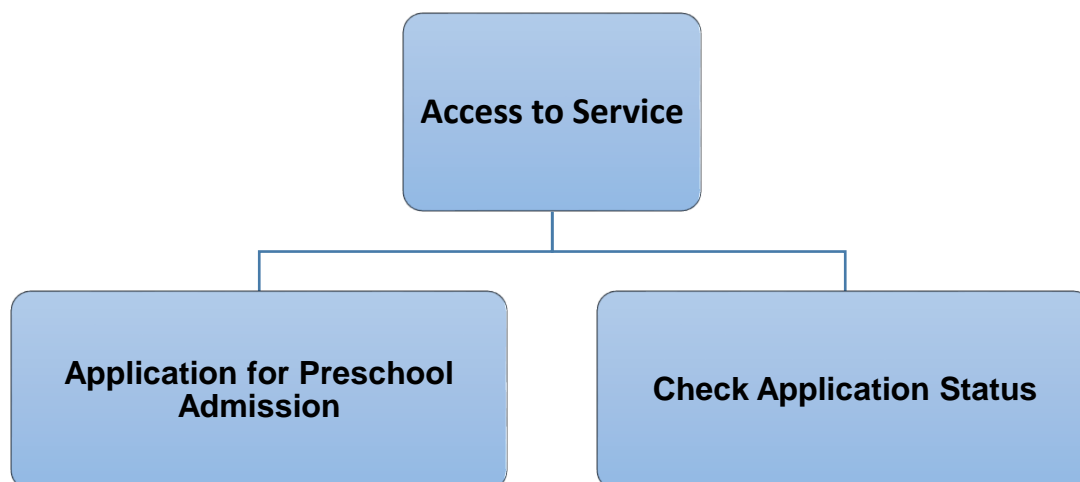 Access to Service
Application for Preschool
Admission
Check Application Status